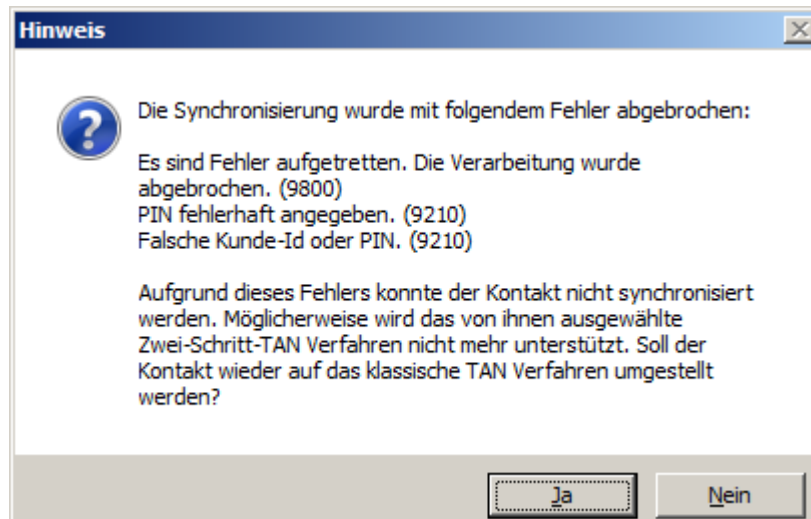 Hinweis
Die Synchronisierung wurde mit folgendem Fehler abgebrochen:
Es sind Fehler aufgetretten. Die Verarbeitung wurde
abgebrochen. (9800)
PIN fehlerhaft angegeben. (9210)
Falsche Kunde-Id oder PIN. (9210)
Aufgrund dieses Fehlers konnte der Kontakt nicht synchronisiert
werden. Möglicherweise wird das von ihnen ausgewählte
Zwei-Schritt-TAN Verfahren nicht mehr unterstützt. Soll der
Kontakt wieder auf das klassische TAN Verfahren umgestellt
werden?
Ja
Nein